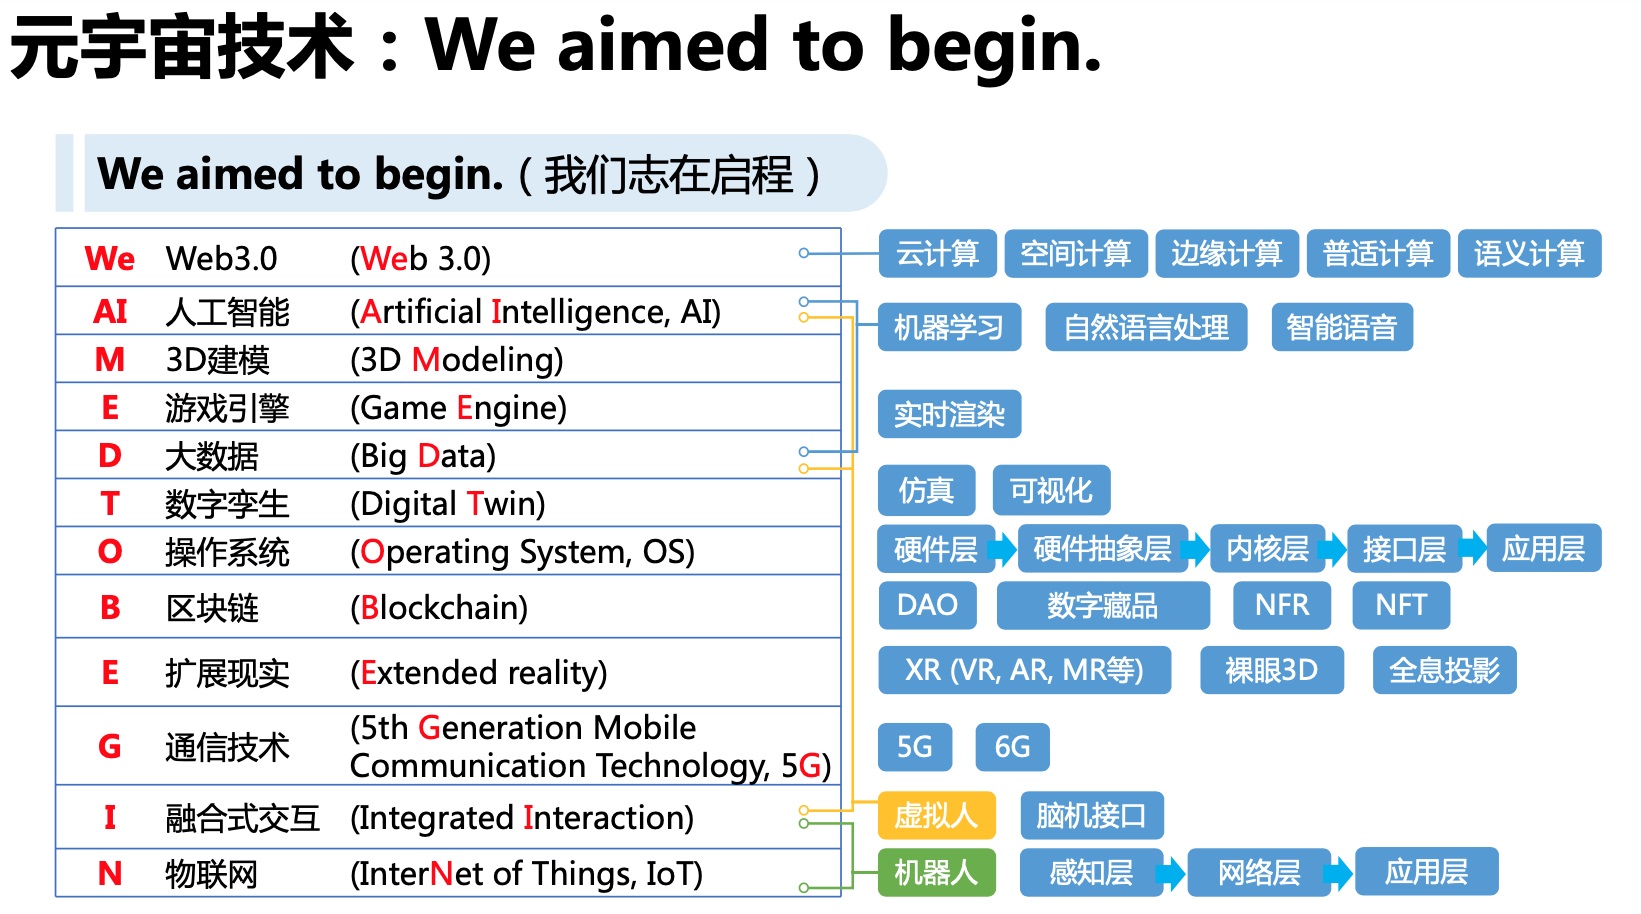 元宇宙技术：We aimed to begin.
We aimed to begin.（我们志在启程）
We Web3.0 (Web 3.0) 云计算 空间计算 边缘计算 普适计算 语义计算
AI 人工智能 (Artificial Intelligence, AI) 机器学习 自然语言处理 智能语音
M 3D建模 (3D Modeling)
E 游戏引擎 (Game Engine) 实时渲染
D 大数据 (Big Data)
T 数字孪生 (Digital Twin) 仿真 可视化
O 操作系统 (Operating System, OS) 硬件层 硬件抽象层 内核层 接口层 应用层
B 区块链 (Blockchain) DAO 数字藏品 NFR NFT
E 扩展现实 (Extended reality) XR (VR, AR, MR等) 裸眼3D 全息投影
G 通信技术 (5th Generation Mobile
Communication Technology, 5G) 5G 6G
I 融合式交互 (Integrated Interaction) 虚拟人 脑机接口
N 物联网 (InterNet of Things, IoT) 机器人 感知层 网络层 应用层